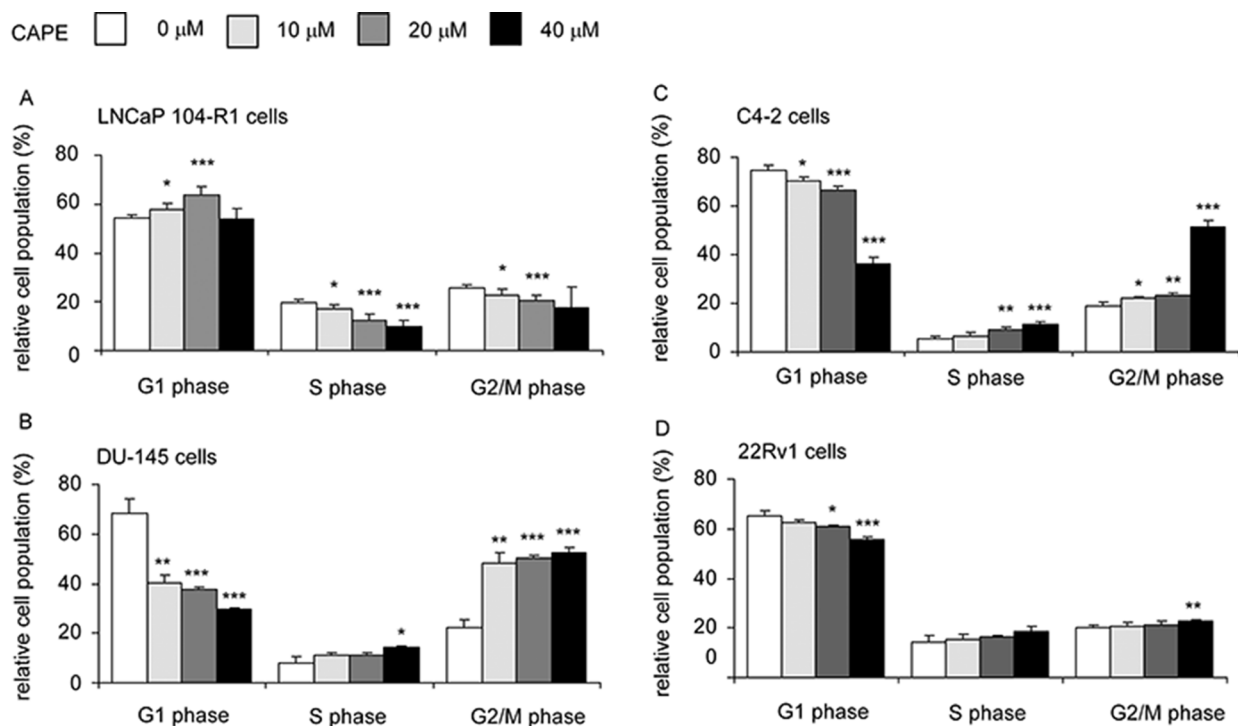 CAPE 0 µM 10 µM 20 µM 40 µM
A
LNCaP 104-R1 cells
relative cell population (%)
80
60
40
20
0
* *** * *** *** * ***
G1 phase S phase G2/M phase
B
DU-145 cells
relative cell population (%)
80
60
40
20
0
** *** *** * ** *** ***
G1 phase S phase G2/M phase
C
C4-2 cells
relative cell population (%)
80
60
40
20
0
* *** *** ** *** * ** ***
G1 phase S phase G2/M phase
D
22Rv1 cells
relative cell population (%)
80
60
40
20
0
* *** **
G1 phase S phase G2/M phase